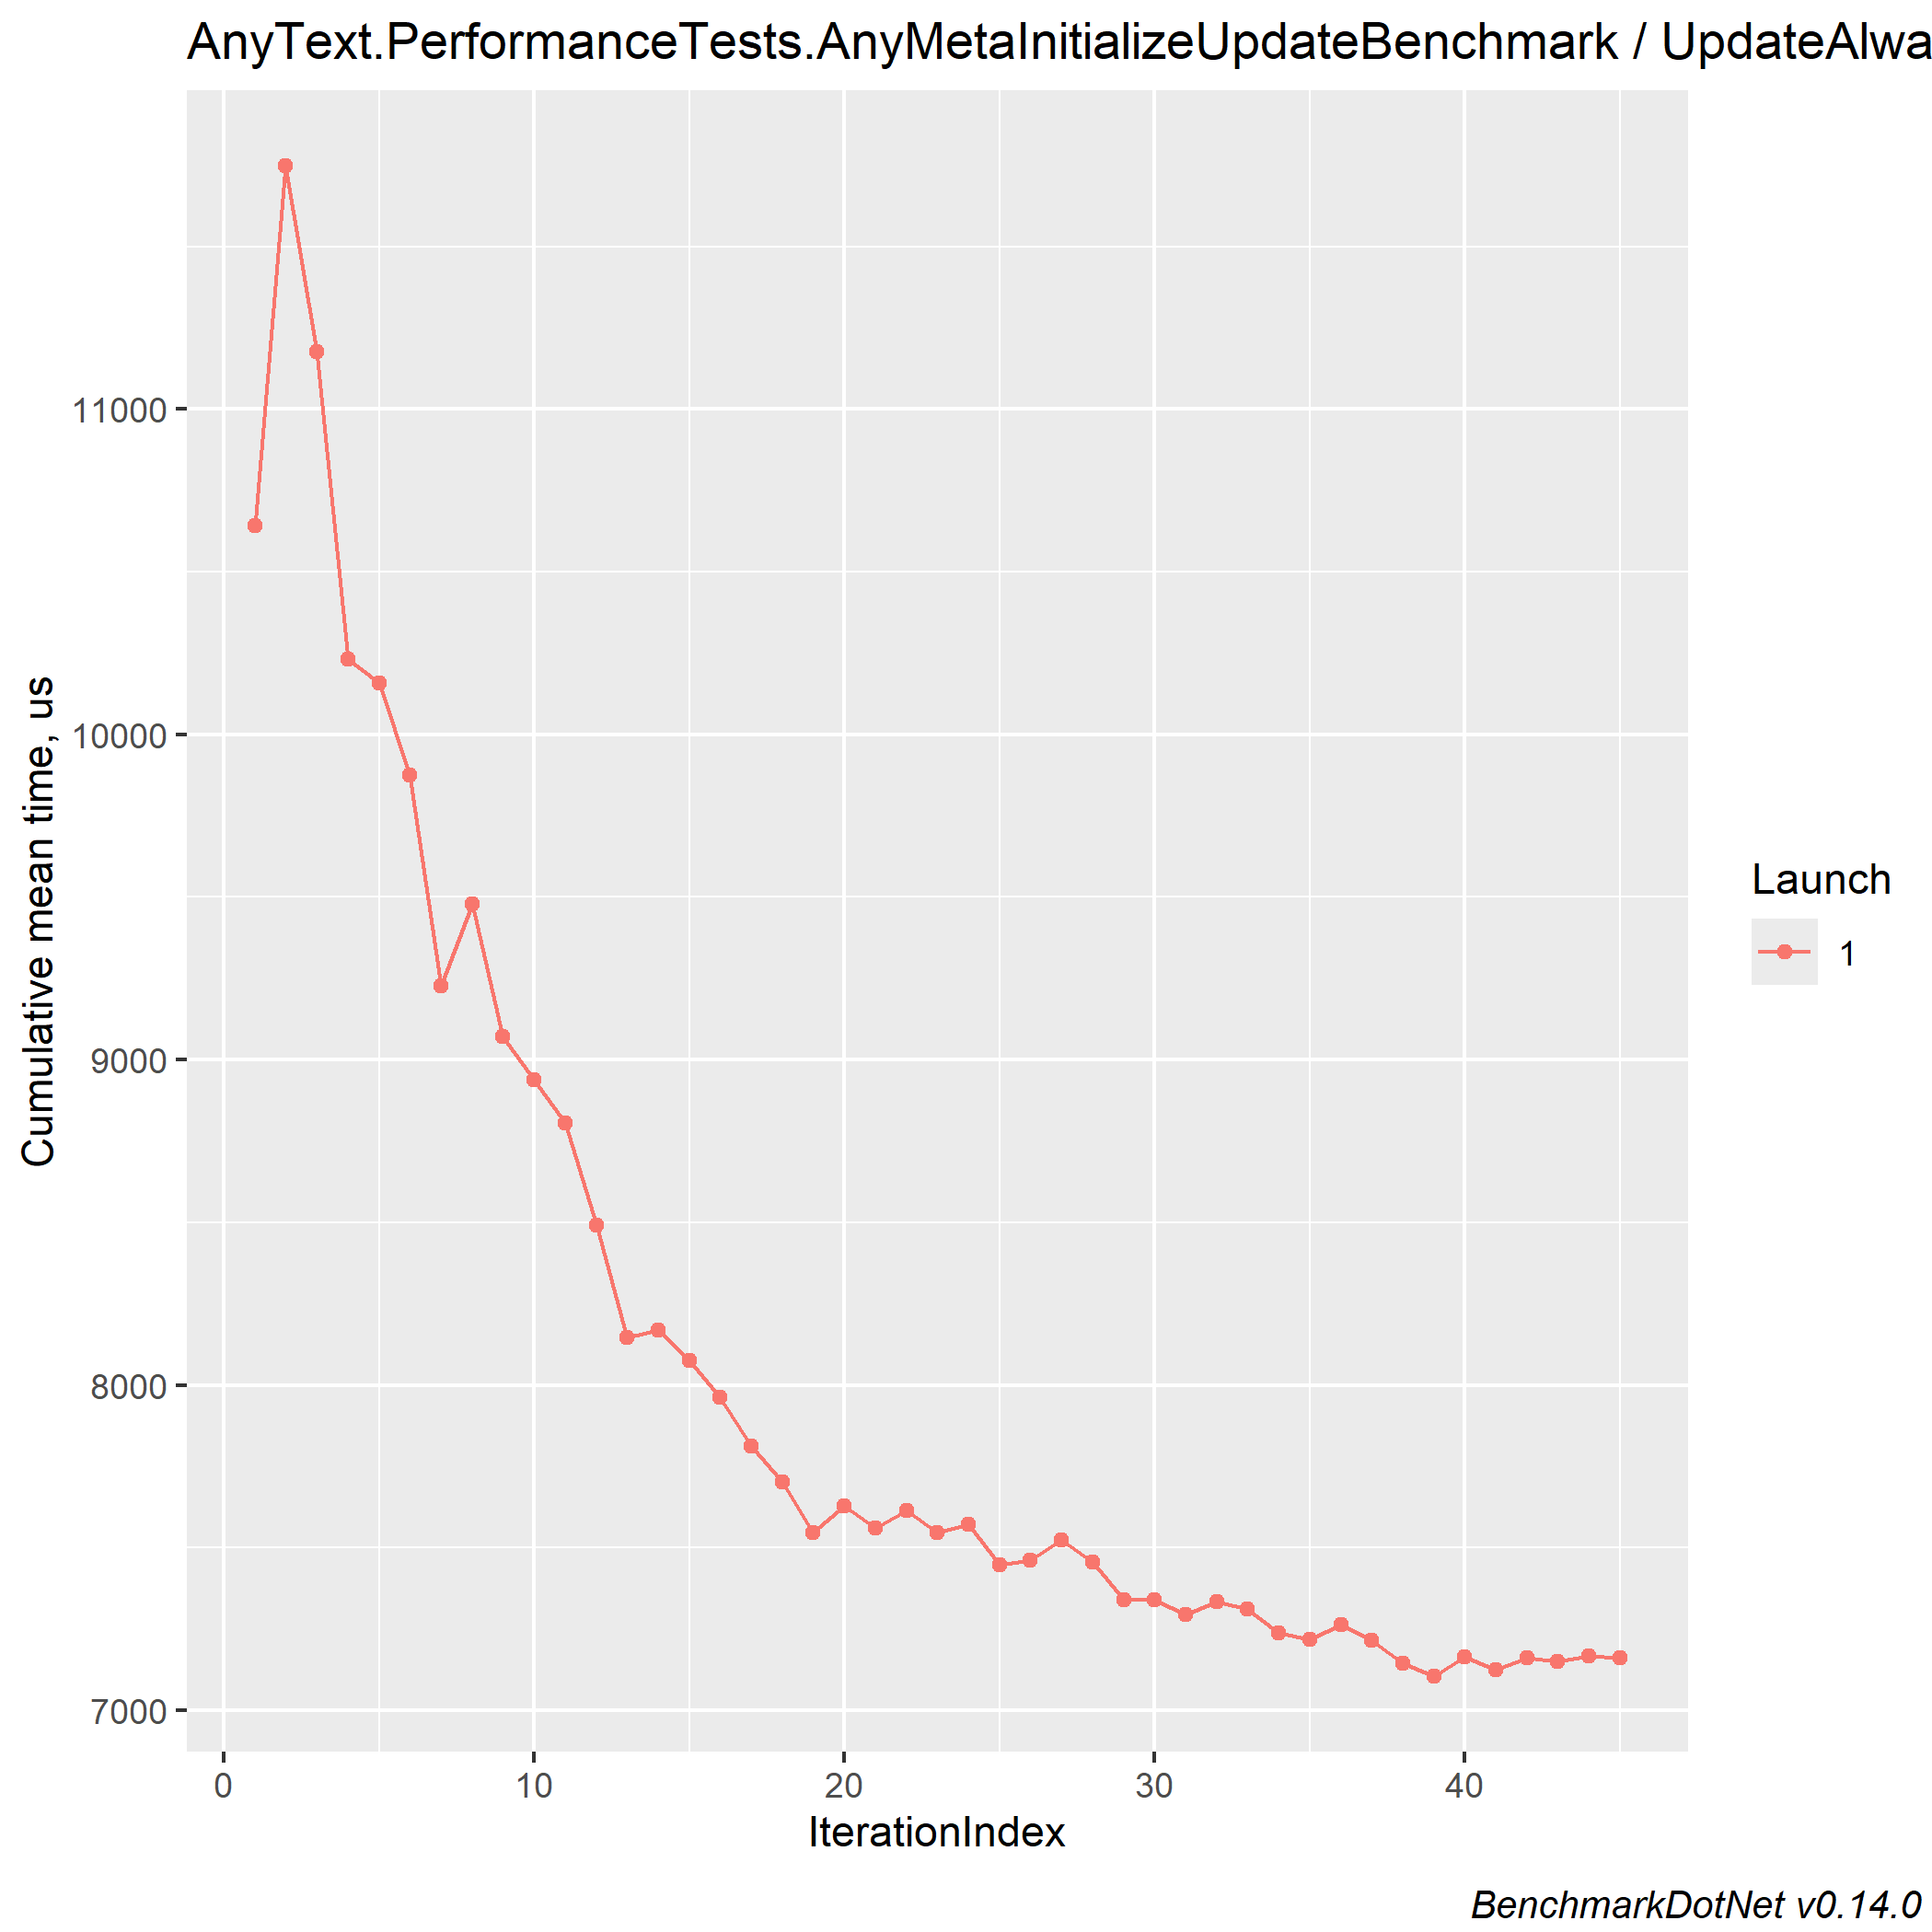 AnyText.PerformanceTests.AnyMetaInitializeUpdateBenchmark / UpdateAlwa
Cumulative mean time, us
11000
10000
9000
8000
7000
0 10 20 30 40
IterationIndex
Launch
1
BenchmarkDotNet v0.14.0